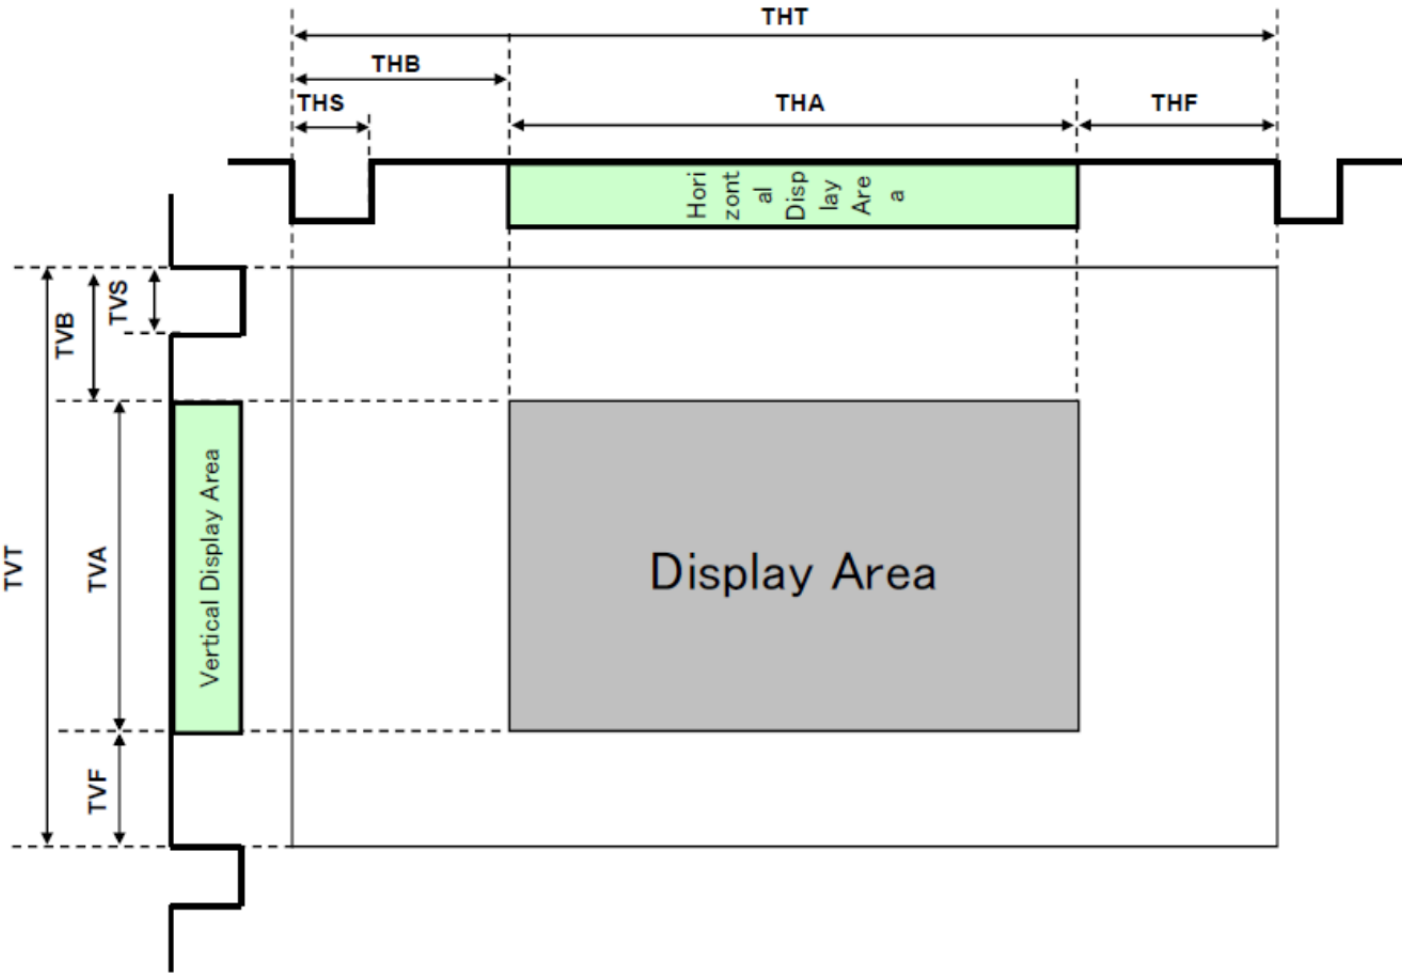 THT
THB
THS
THA
THF
Hori
zont
al
Disp
lay
Are
a
TVS
TVB
TVT
TVA
Vertical Display Area
Display Area
TVF